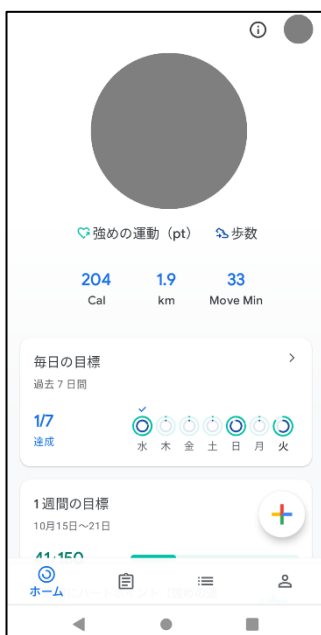 強めの運動（pt） 歩数
204 1.9 33
Cal km Move Min
毎日の目標
過去 7 日間
1/7
達成
水 木 金 土 日 月 火
1 週間の目標
10月15日～21日
41:150
ホーム